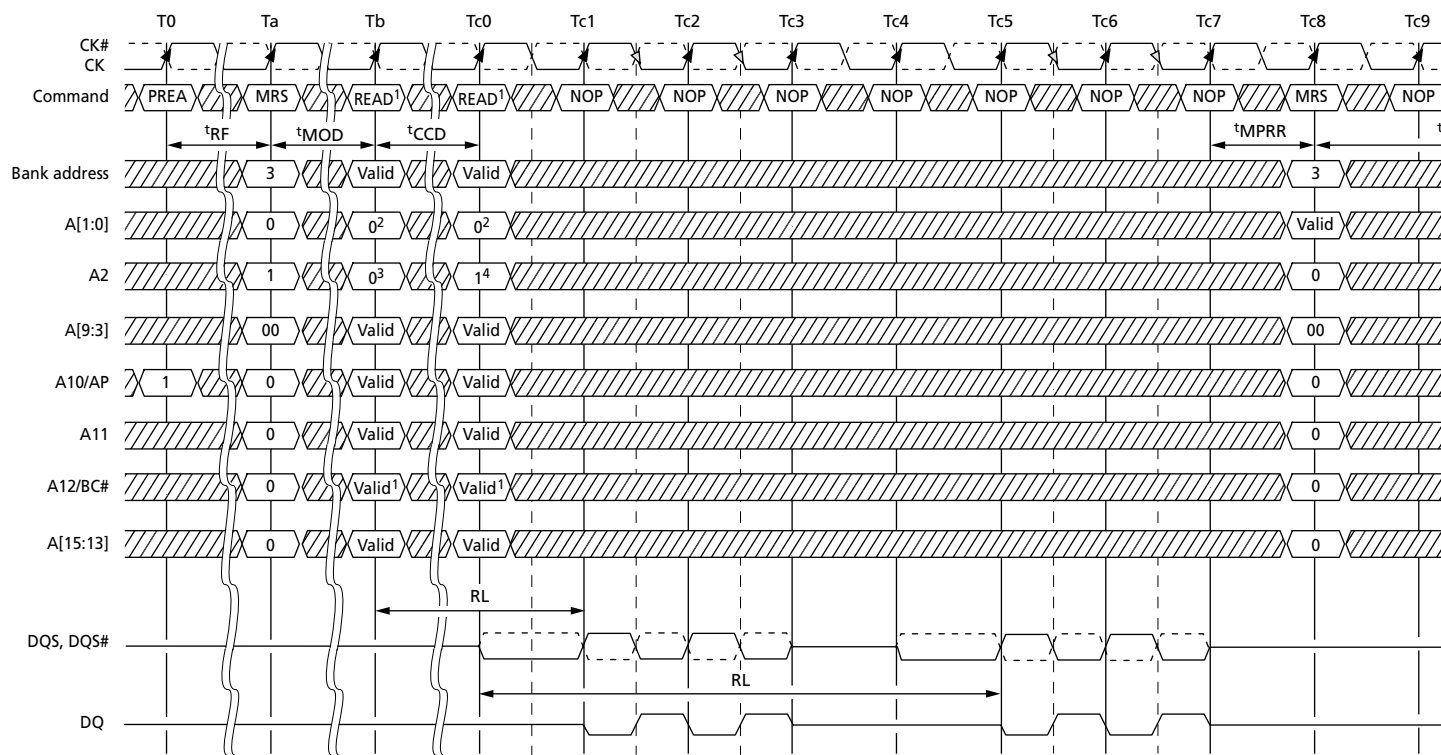 T0 Ta Tb Tc0 Tc1 Tc2 Tc3 Tc4 Tc5 Tc6 Tc7 Tc8 Tc9
CK#
CK
Command PREA MRS READ¹ READ¹ NOP NOP NOP NOP NOP NOP NOP MRS NOP
ᵗRF ᵗMOD ᵗCCD ᵗMPRR ᵗ
Bank address 3 Valid Valid 3
A[1:0] 0 0² 0² Valid
A2 1 0³ 1⁴ 0
A[9:3] 00 Valid Valid 00
A10/AP 1 0 Valid Valid 0
A11 0 Valid Valid 0
A12/BC# 0 Valid¹ Valid¹ 0
A[15:13] 0 Valid Valid 0
RL
DQS, DQS#
RL
DQ